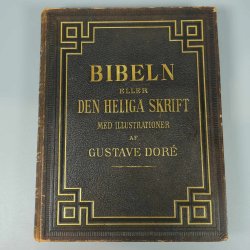 BIBELN
ELLER
DEN HELIGA SKRIFT
MED ILLUSTRATIONER
AF
GUSTAVE DORÉ